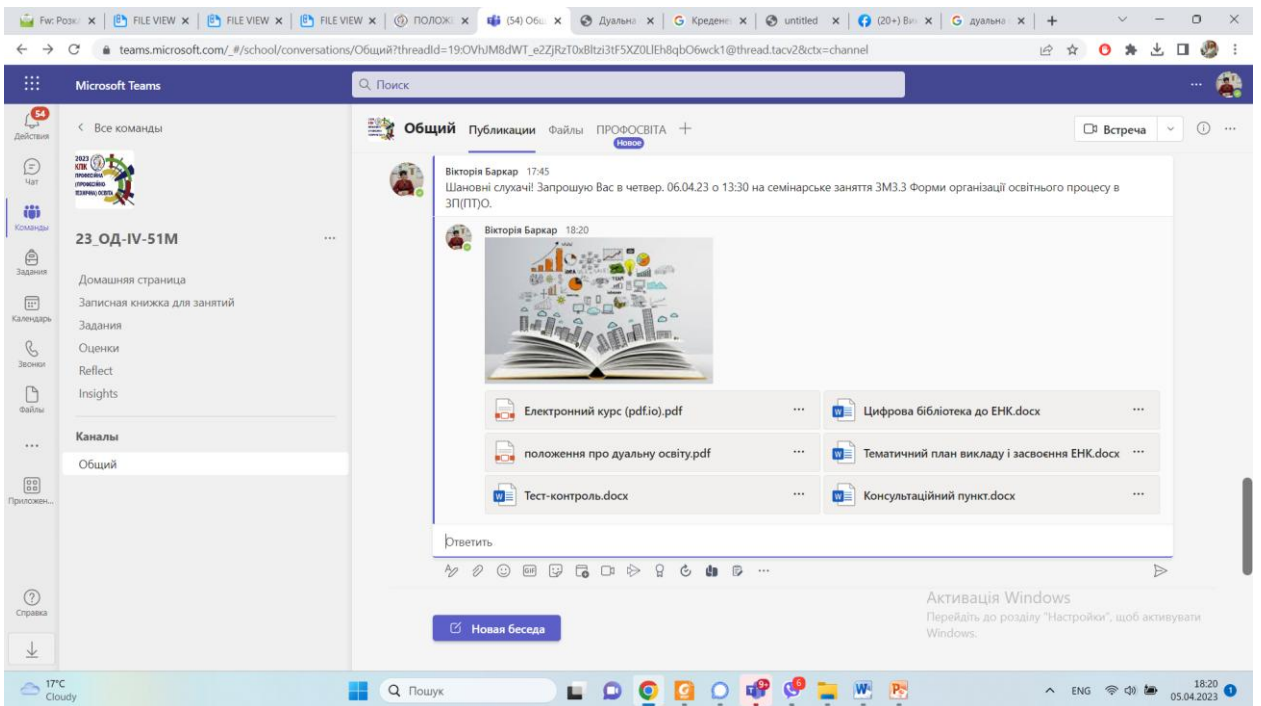 Fw: Розкл
FILE VIEW
FILE VIEW
FILE VIEW
ПОЛОЖ
(54) Общ
Дуальна
Креденс
untitled
(20+) Ви
дуальна
teams.microsoft.com/_#/school/conversations/Общий?threadId=19:OVhJM8dWT_e2ZjRzT0xBltzi3tF5XZ0LlEh8qbO6wck1@thread.tacv2&ctx=channel
Microsoft Teams
Поиск
54
Действия
Чат
Команды
Задания
Календарь
Звонки
Файлы
Приложен...
Справка
Все команды
2023
КПК
23_ОД-IV-51М
Домашняя страница
Записная книжка для занятий
Задания
Оценки
Reflect
Insights
Каналы
Общий
Общий Публикации Файлы ПРОФОСВІТА
Новое
Встреча
Вікторія Баркар 17:45
Шановні слухачі! Запрошую Вас в четвер. 06.04.23 о 13:30 на семінарське заняття ЗМ3.3 Форми організації освітнього процесу в
ЗП(ПТ)О.
Вікторія Баркар 18:20
Електронний курс (pdf.io).pdf
Цифрова бібліотека до ЕНК.docx
положення про дуальну освіту.pdf
Тематичний план викладу і засвоєння ЕНК.docx
Тест-контроль.docx
Консультаційний пункт.docx
Ответить
GIF
Новая беседа
Активація Windows
Перейдіть до розділу "Настройки", щоб активувати
Windows.
17°C
Cloudy
Пошук
9+
ENG
18:20
05.04.2023
1